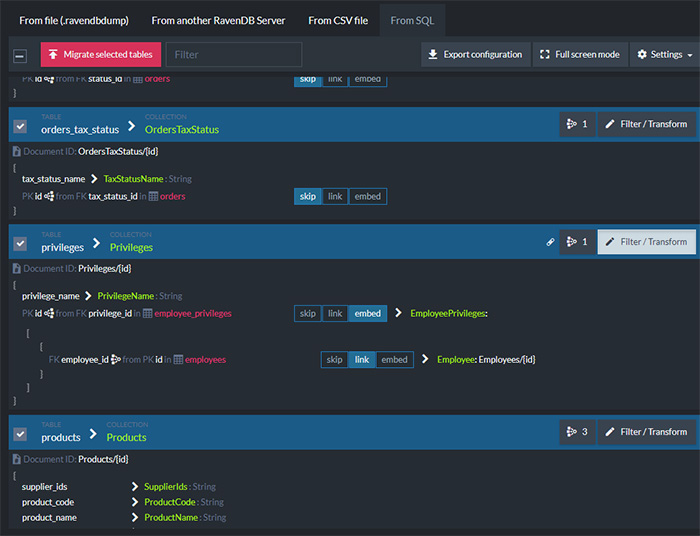 From file (.ravendbdump) From another RavenDB Server From CSV file From SQL
Migrate selected tables Filter Export configuration Full screen mode Settings
PK id from FK status_id in orders skip link embed
]
TABLE COLLECTION
orders_tax_status OrdersTaxStatus 1 Filter / Transform
Document ID: OrdersTaxStatus/[id]
[
tax_status_name TaxStatusName : String
PK id from FK tax_status_id in orders skip link embed
]
TABLE COLLECTION
privileges Privileges 1 Filter / Transform
Document ID: Privileges/[id]
[
privilege_name PrivilegeName : String
PK id from FK privilege_id in employee_privileges skip link embed EmployeePrivileges:
[
[
FK employee_id from PK id in employees skip link embed Employee: Employees/[id]
]
]
TABLE COLLECTION
products Products 3 Filter / Transform
Document ID: Products/[id]
[
supplier_ids SupplierIds : String
product_code ProductCode : String
product_name ProductName : String